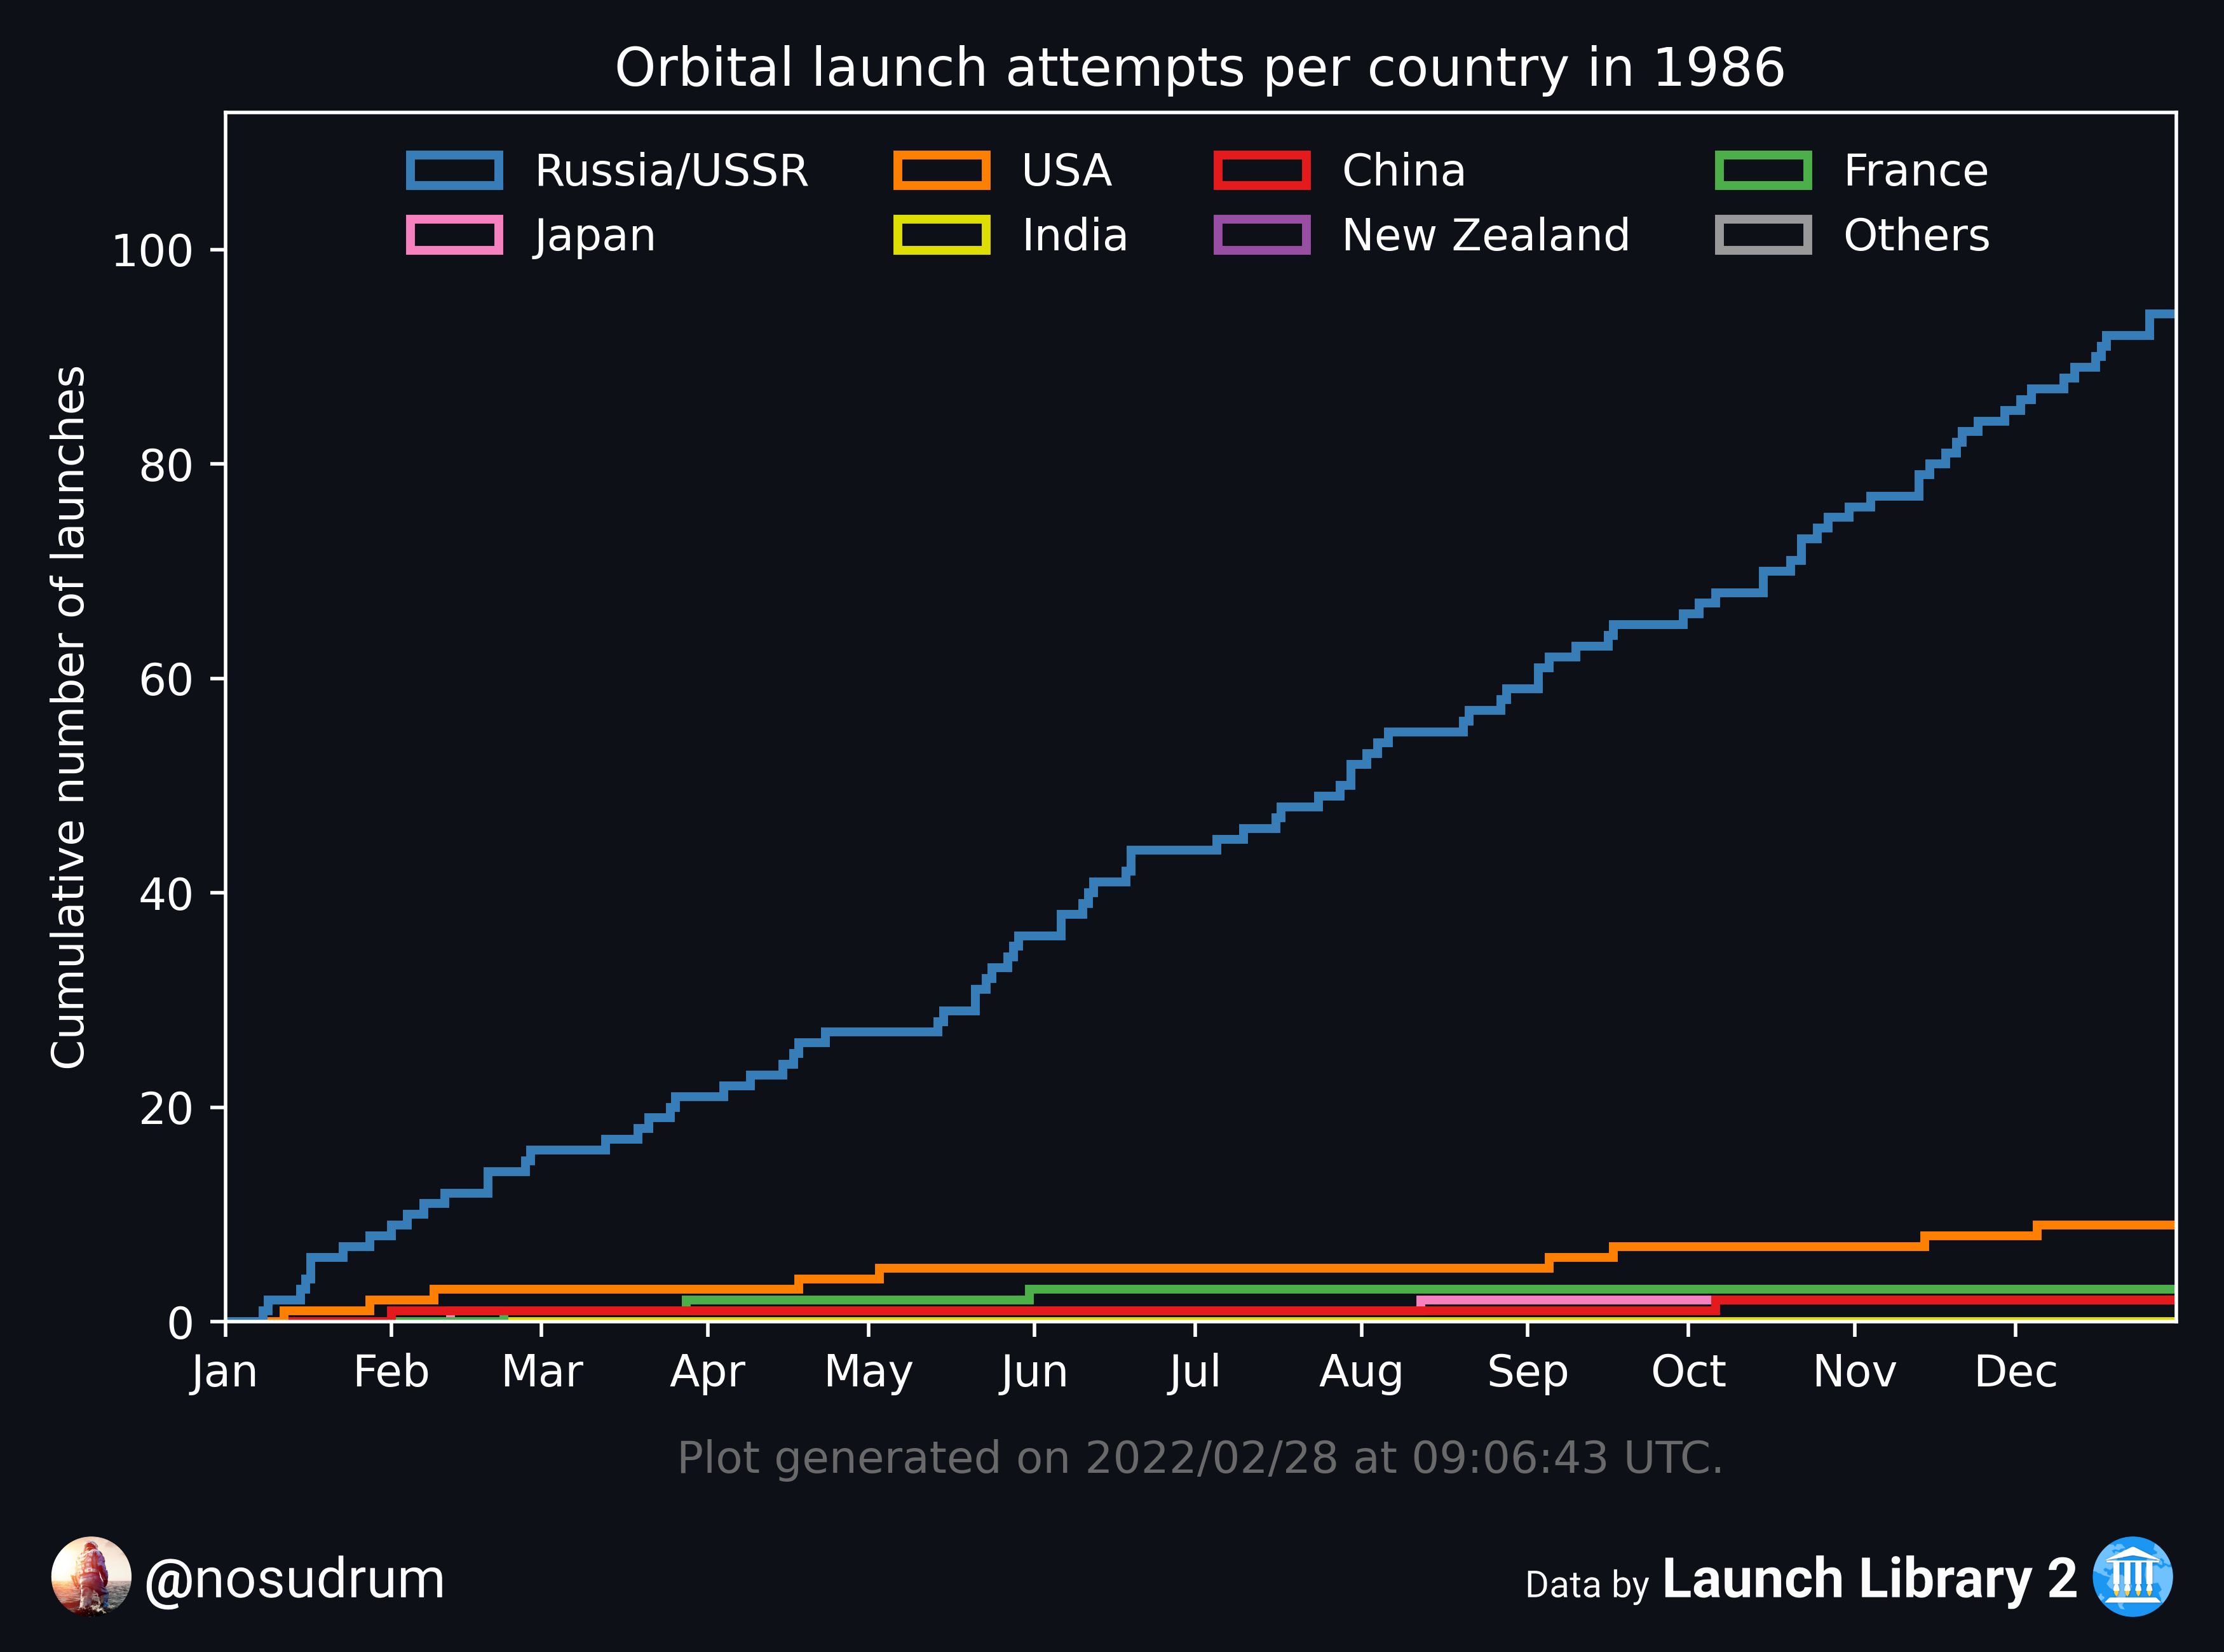 Orbital launch attempts per country in 1986
Russia/USSR
USA
China
France
Japan
India
New Zealand
Others
Cumulative number of launches
100
80
60
40
20
0
Jan Feb Mar Apr May Jun Jul Aug Sep Oct Nov Dec
Plot generated on 2022/02/28 at 09:06:43 UTC.
@nosudrum
Data by Launch Library 2